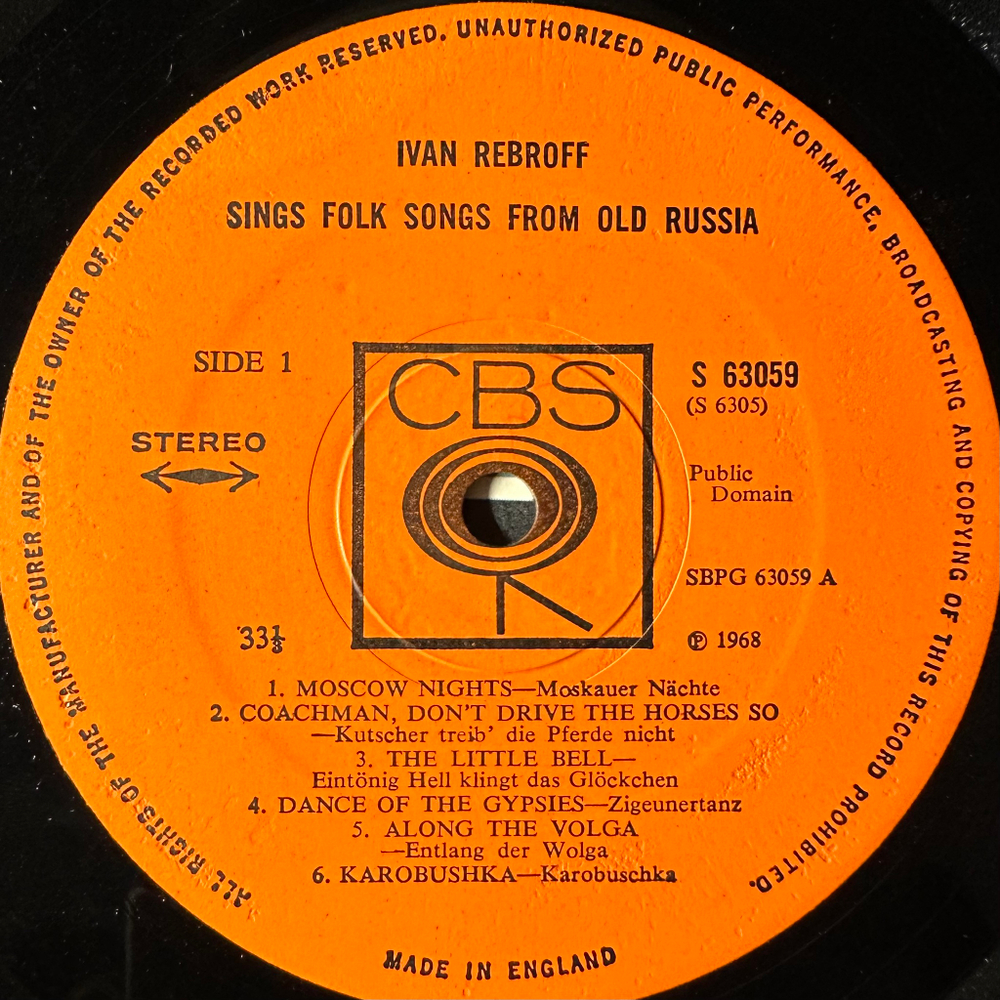 ALL RIGHTS OF THE MANUFACTURER AND OF THE OWNER OF THE RECORDED WORK RESERVED. UNAUTHORIZED PUBLIC PERFORMANCE, BROADCASTING AND COPYING OF THIS RECORD PROHIBITED.
IVAN REBROFF
SINGS FOLK SONGS FROM OLD RUSSIA
SIDE 1
CBS
S 63059
(S 6305)
STEREO
Public
Domain
SBPG 63059 A
33⅓
℗ 1968
1. MOSCOW NIGHTS—Moskauer Nächte
2. COACHMAN, DON'T DRIVE THE HORSES SO
—Kutscher treib' die Pferde nicht
3. THE LITTLE BELL—
Eintönig Hell klingt das Glöckchen
4. DANCE OF THE GYPSIES—Zigeunertanz
5. ALONG THE VOLGA
—Entlang der Wolga
6. KAROBUSHKA—Karobuschka
MADE IN ENGLAND